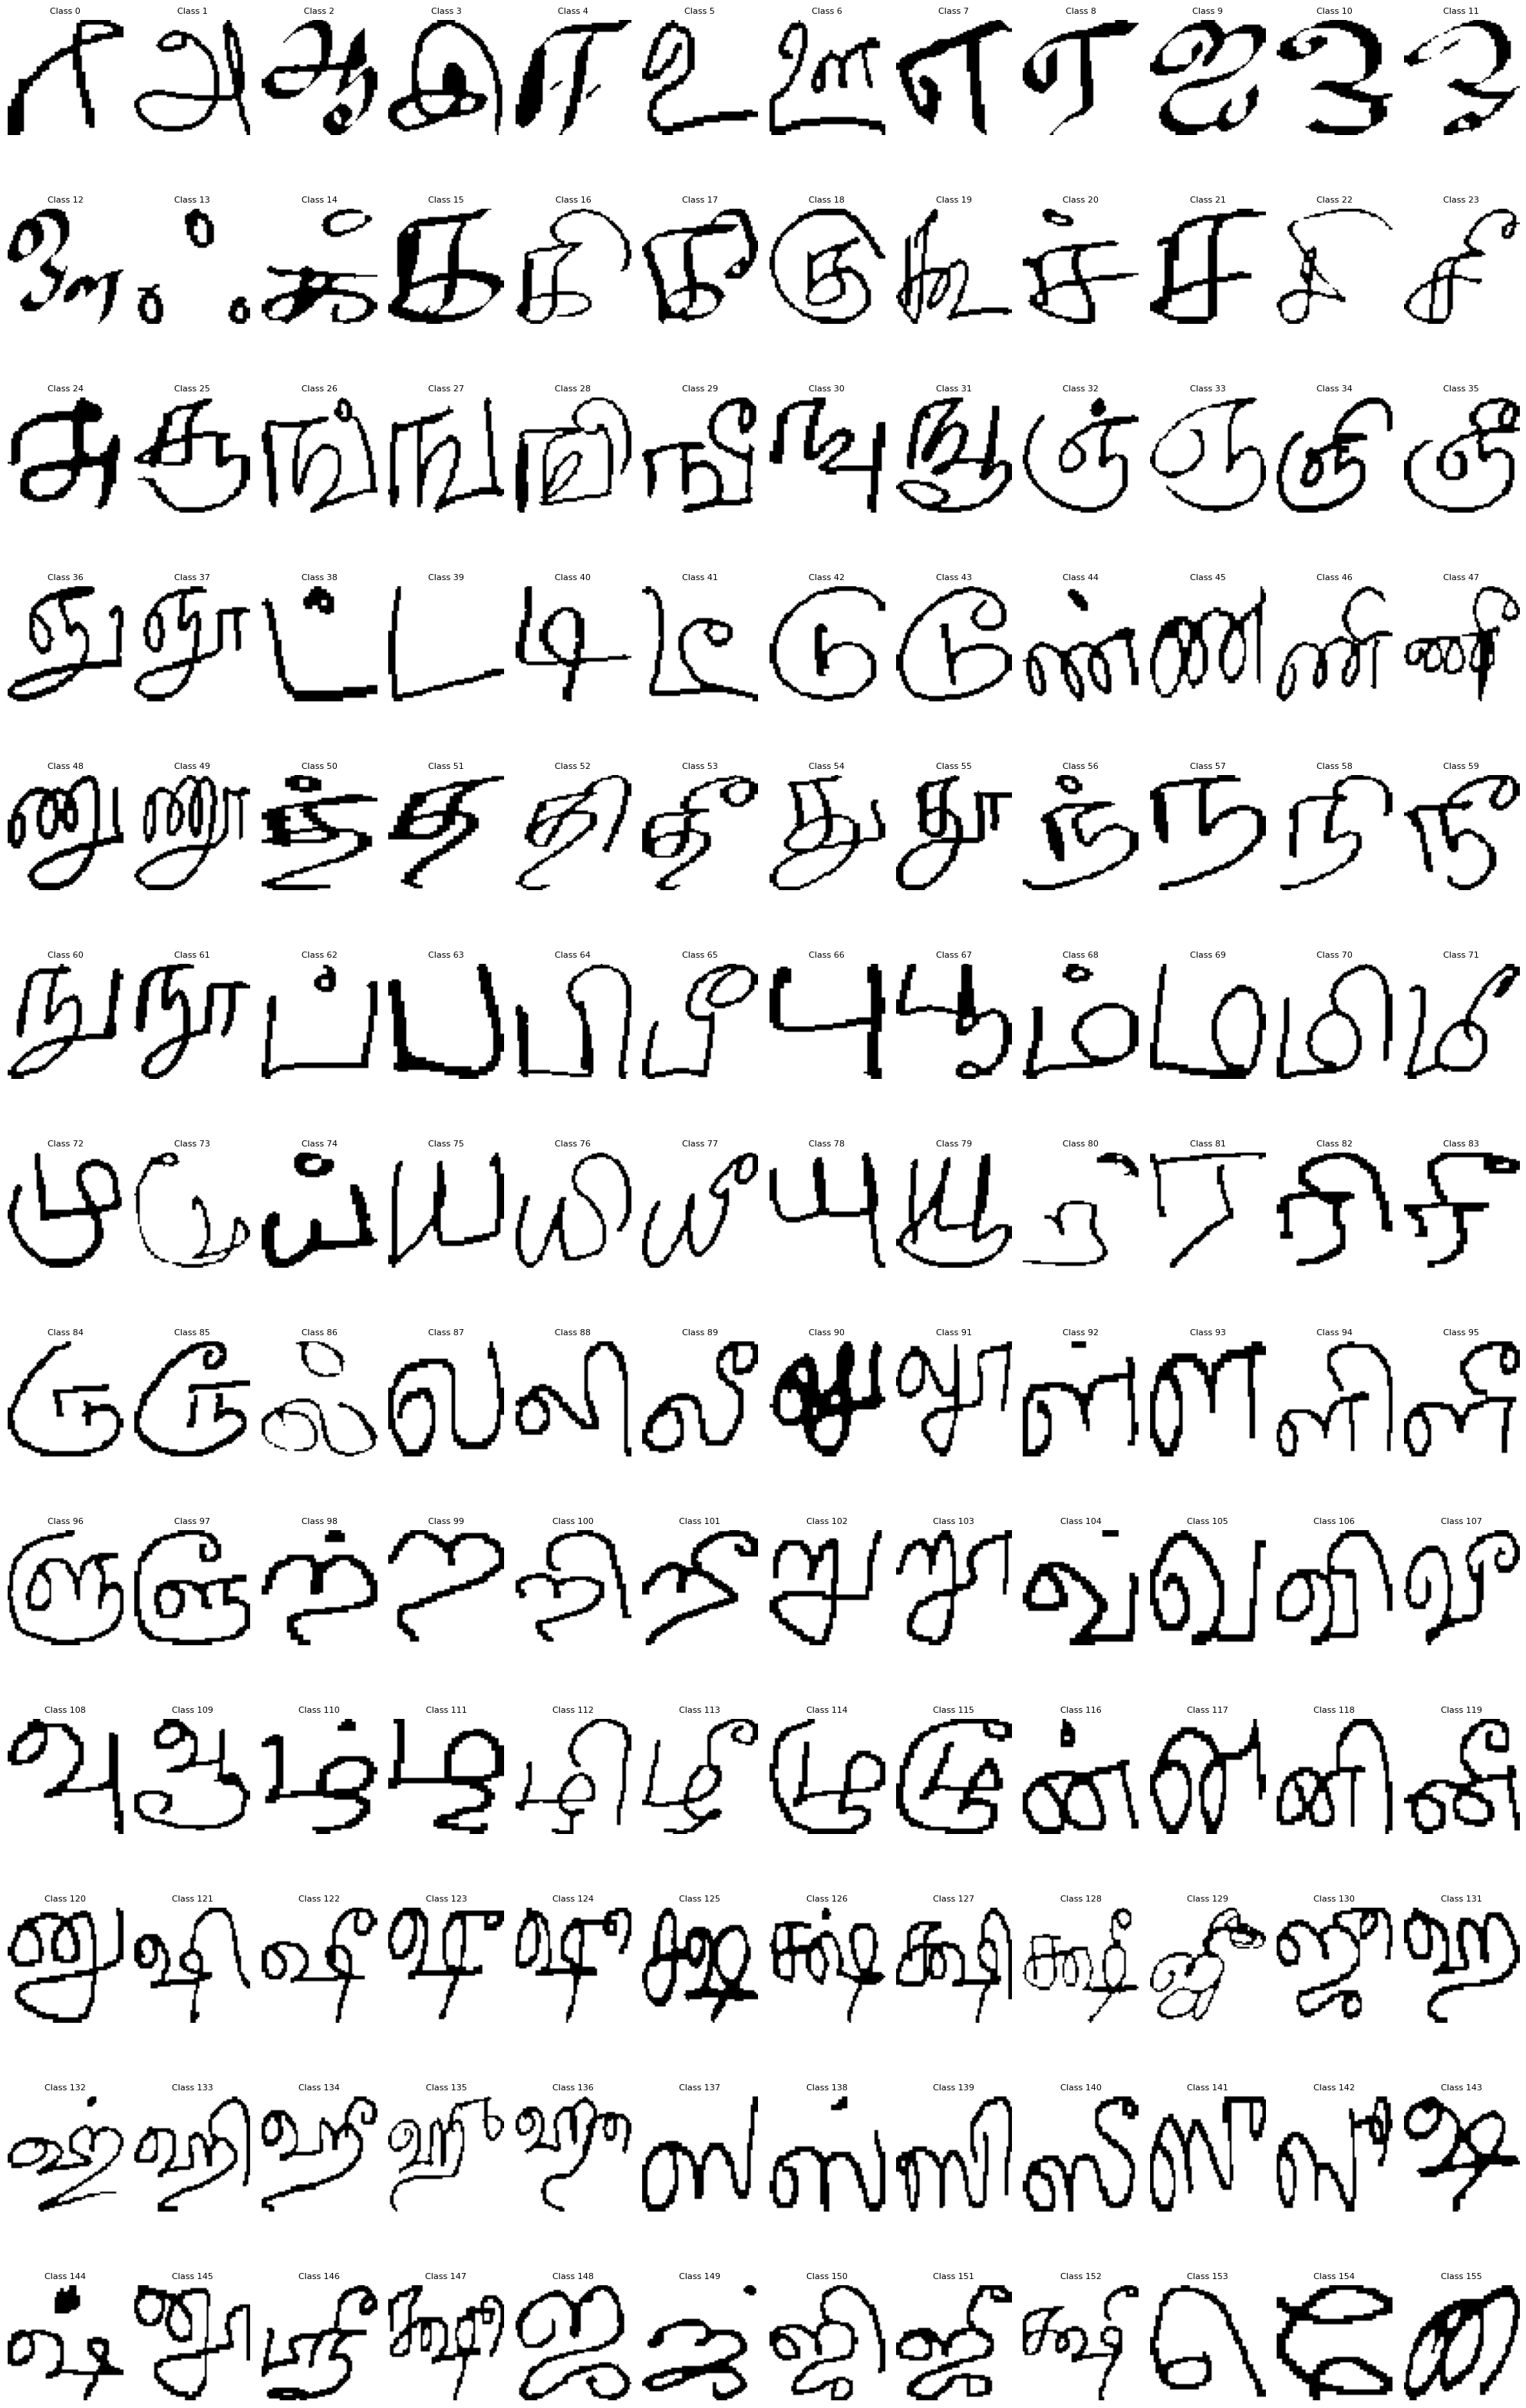 Class 0 Class 1 Class 2 Class 3 Class 4 Class 5 Class 6 Class 7 Class 8 Class 9 Class 10 Class 11
ா அ ஆ இ ஈ உ ஊ எ ஏ ஐ ஒ ஓ
Class 12 Class 13 Class 14 Class 15 Class 16 Class 17 Class 18 Class 19 Class 20 Class 21 Class 22 Class 23
ஔ ஃ க் க கி கீ கு கூ ச் ச சி சீ
Class 24 Class 25 Class 26 Class 27 Class 28 Class 29 Class 30 Class 31 Class 32 Class 33 Class 34 Class 35
சு சூ ங் ங ஙி ஙீ ஙு ஙூ ஞ் ஞ ஞி ஞீ
Class 36 Class 37 Class 38 Class 39 Class 40 Class 41 Class 42 Class 43 Class 44 Class 45 Class 46 Class 47
ஞு ஞூ ட் ட டி டீ டு டூ ண் ண ணி ணீ
Class 48 Class 49 Class 50 Class 51 Class 52 Class 53 Class 54 Class 55 Class 56 Class 57 Class 58 Class 59
ணு ணூ த் த தி தீ து தூ ந் ந நி நீ
Class 60 Class 61 Class 62 Class 63 Class 64 Class 65 Class 66 Class 67 Class 68 Class 69 Class 70 Class 71
நு நூ ப் ப பி பீ பு பூ ம் ம மி மீ
Class 72 Class 73 Class 74 Class 75 Class 76 Class 77 Class 78 Class 79 Class 80 Class 81 Class 82 Class 83
மு மூ ய் ய யி யீ யு யூ ர் ர ரி ரீ
Class 84 Class 85 Class 86 Class 87 Class 88 Class 89 Class 90 Class 91 Class 92 Class 93 Class 94 Class 95
ரு ரூ ல் ல லி லீ லு லூ ள் ள ளி ளீ
Class 96 Class 97 Class 98 Class 99 Class 100 Class 101 Class 102 Class 103 Class 104 Class 105 Class 106 Class 107
ளு ளூ ற் ற றி றீ று றூ வ் வ வி வீ
Class 108 Class 109 Class 110 Class 111 Class 112 Class 113 Class 114 Class 115 Class 116 Class 117 Class 118 Class 119
வு வூ ழ் ழ ழி ழீ ழு ழூ ன் ன னி னீ
Class 120 Class 121 Class 122 Class 123 Class 124 Class 125 Class 126 Class 127 Class 128 Class 129 Class 130 Class 131
னு ஷி ஷீ ஷு ஷூ க்ஷ க்ஷ் க்ஷி க்ஷீ ஜு ஜூ ஹ
Class 132 Class 133 Class 134 Class 135 Class 136 Class 137 Class 138 Class 139 Class 140 Class 141 Class 142 Class 143
ஹ் ஹி ஹீ ஹு ஹூ ஸ ஸ் ஸி ஸீ ஸு ஸூ ஷ
Class 144 Class 145 Class 146 Class 147 Class 148 Class 149 Class 150 Class 151 Class 152 Class 153 Class 154 Class 155
ஷ் னூ ஸ்ரீ க்ஷூ ஜ ஜ் ஜி ஜீ க்ஷு ெ ே ை